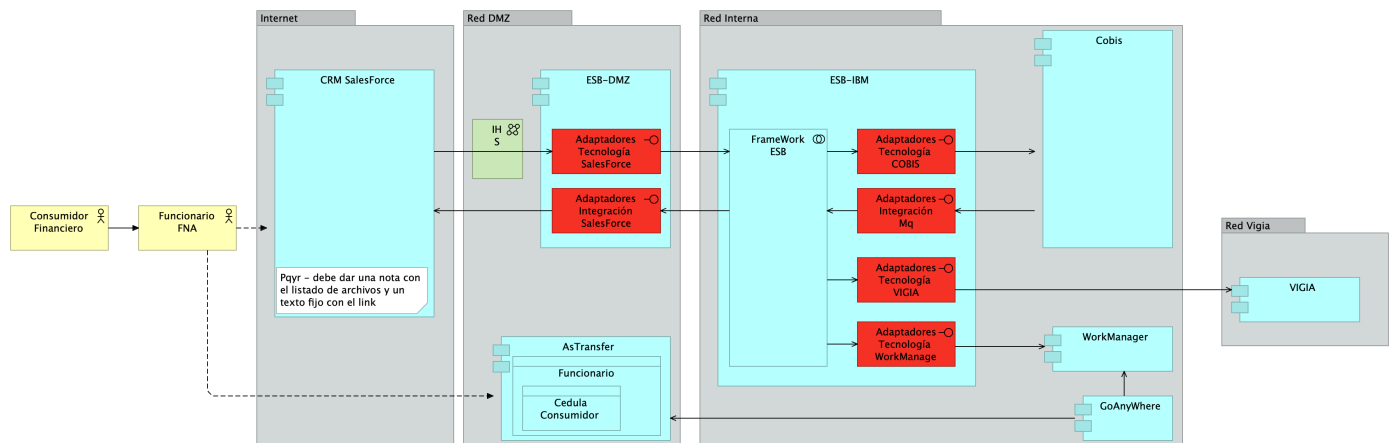 Internet
Red DMZ
Red Interna
CRM SalesForce
ESB-DMZ
ESB-IBM
Cobis
IH
S
Adaptadores
Tecnología
SalesForce
FrameWork
ESB
Adaptadores
Tecnología
COBIS
Adaptadores
Integración
SalesForce
Adaptadores
Integración
Mq
Consumidor
Financiero
Funcionario
FNA
Red Vigia
Pqyr - debe dar una nota con
el listado de archivos y un
texto fijo con el link
Adaptadores
Tecnología
VIGIA
VIGIA
AsTransfer
Funcionario
Cedula
Consumidor
Adaptadores
Tecnología
WorkManage
WorkManager
GoAnyWhere